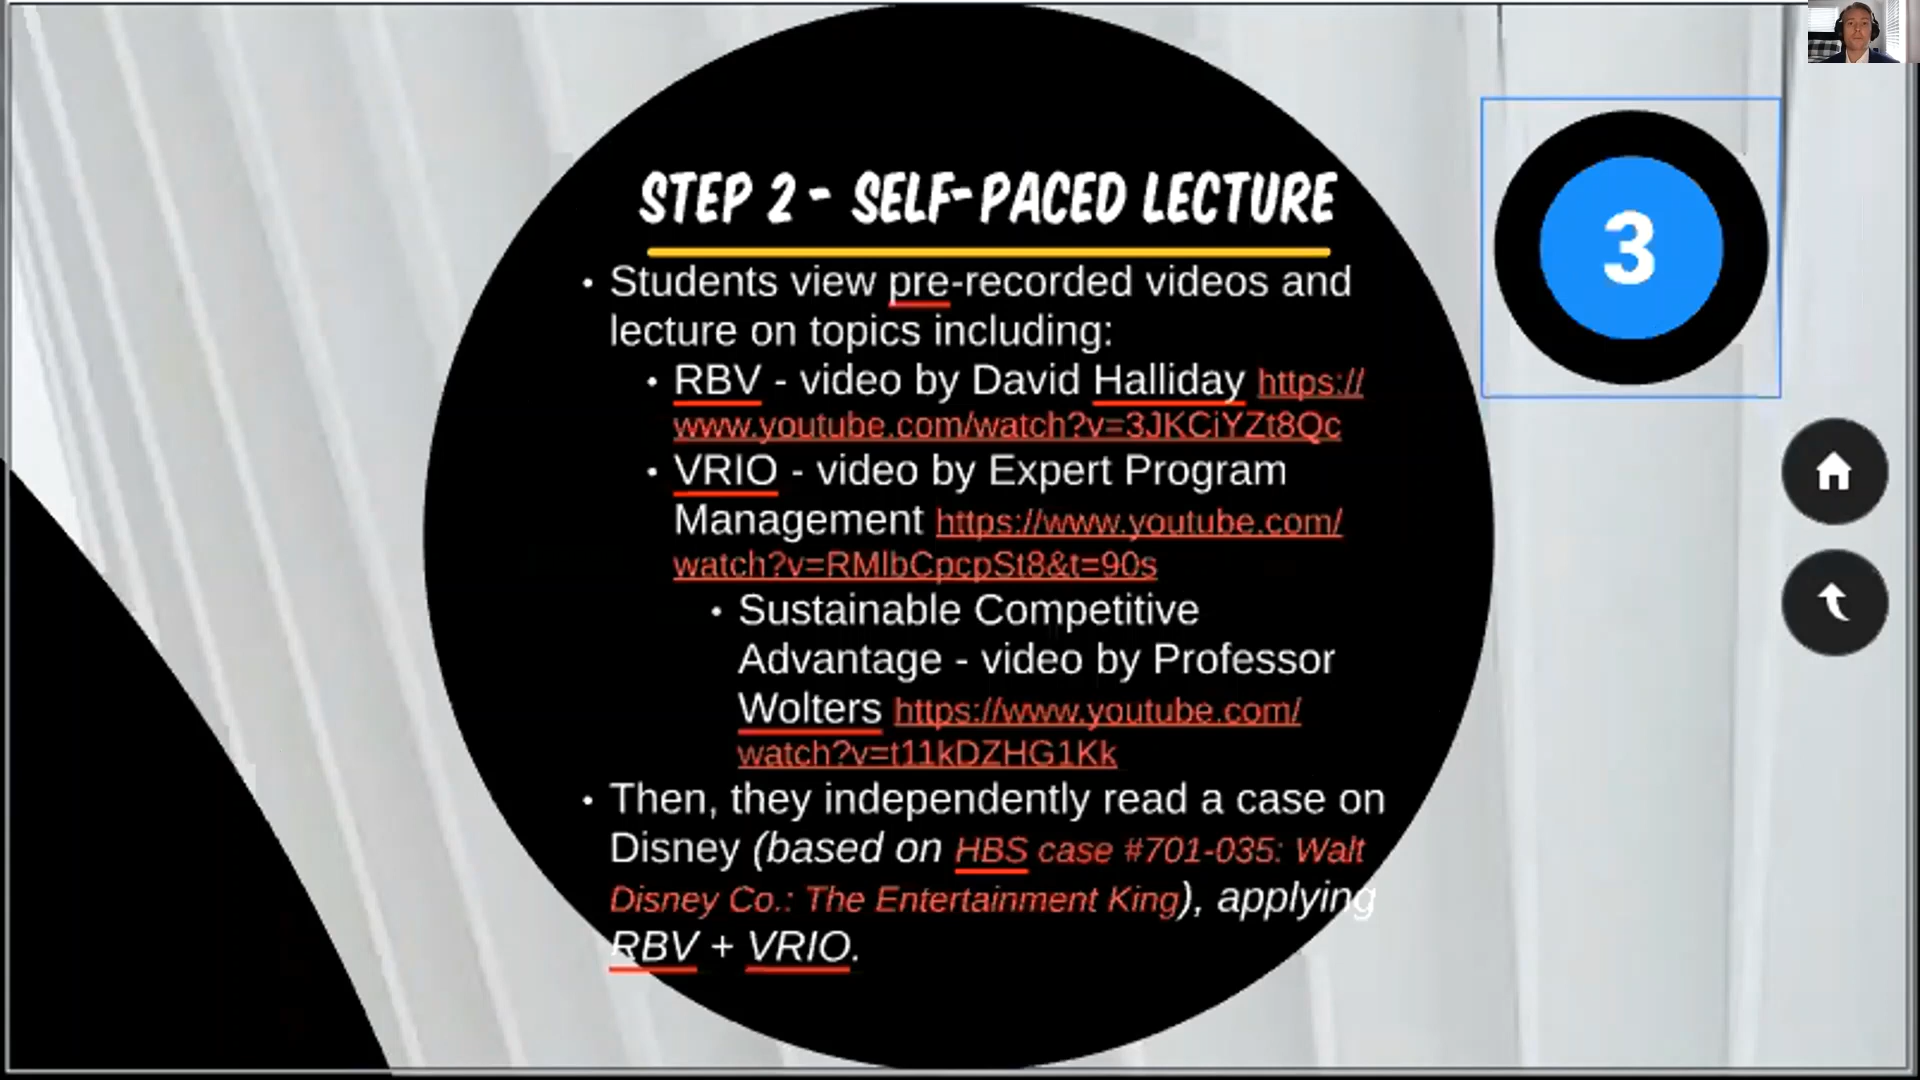 STEP 2 - SELF-PACED LECTURE
3
• Students view pre-recorded videos and
lecture on topics including:
• RBV - video by David Halliday https://
www.youtube.com/watch?v=3JKCiYZt8Qc
• VRIO - video by Expert Program
Management https://www.youtube.com/
watch?v=RMlbCpcpSt8&t=90s
• Sustainable Competitive
Advantage - video by Professor
Wolters https://www.youtube.com/
watch?v=t11kDZHG1Kk
• Then, they independently read a case on
Disney (based on HBS case #701-035: Walt
Disney Co.: The Entertainment King), applying
RBV + VRIO.